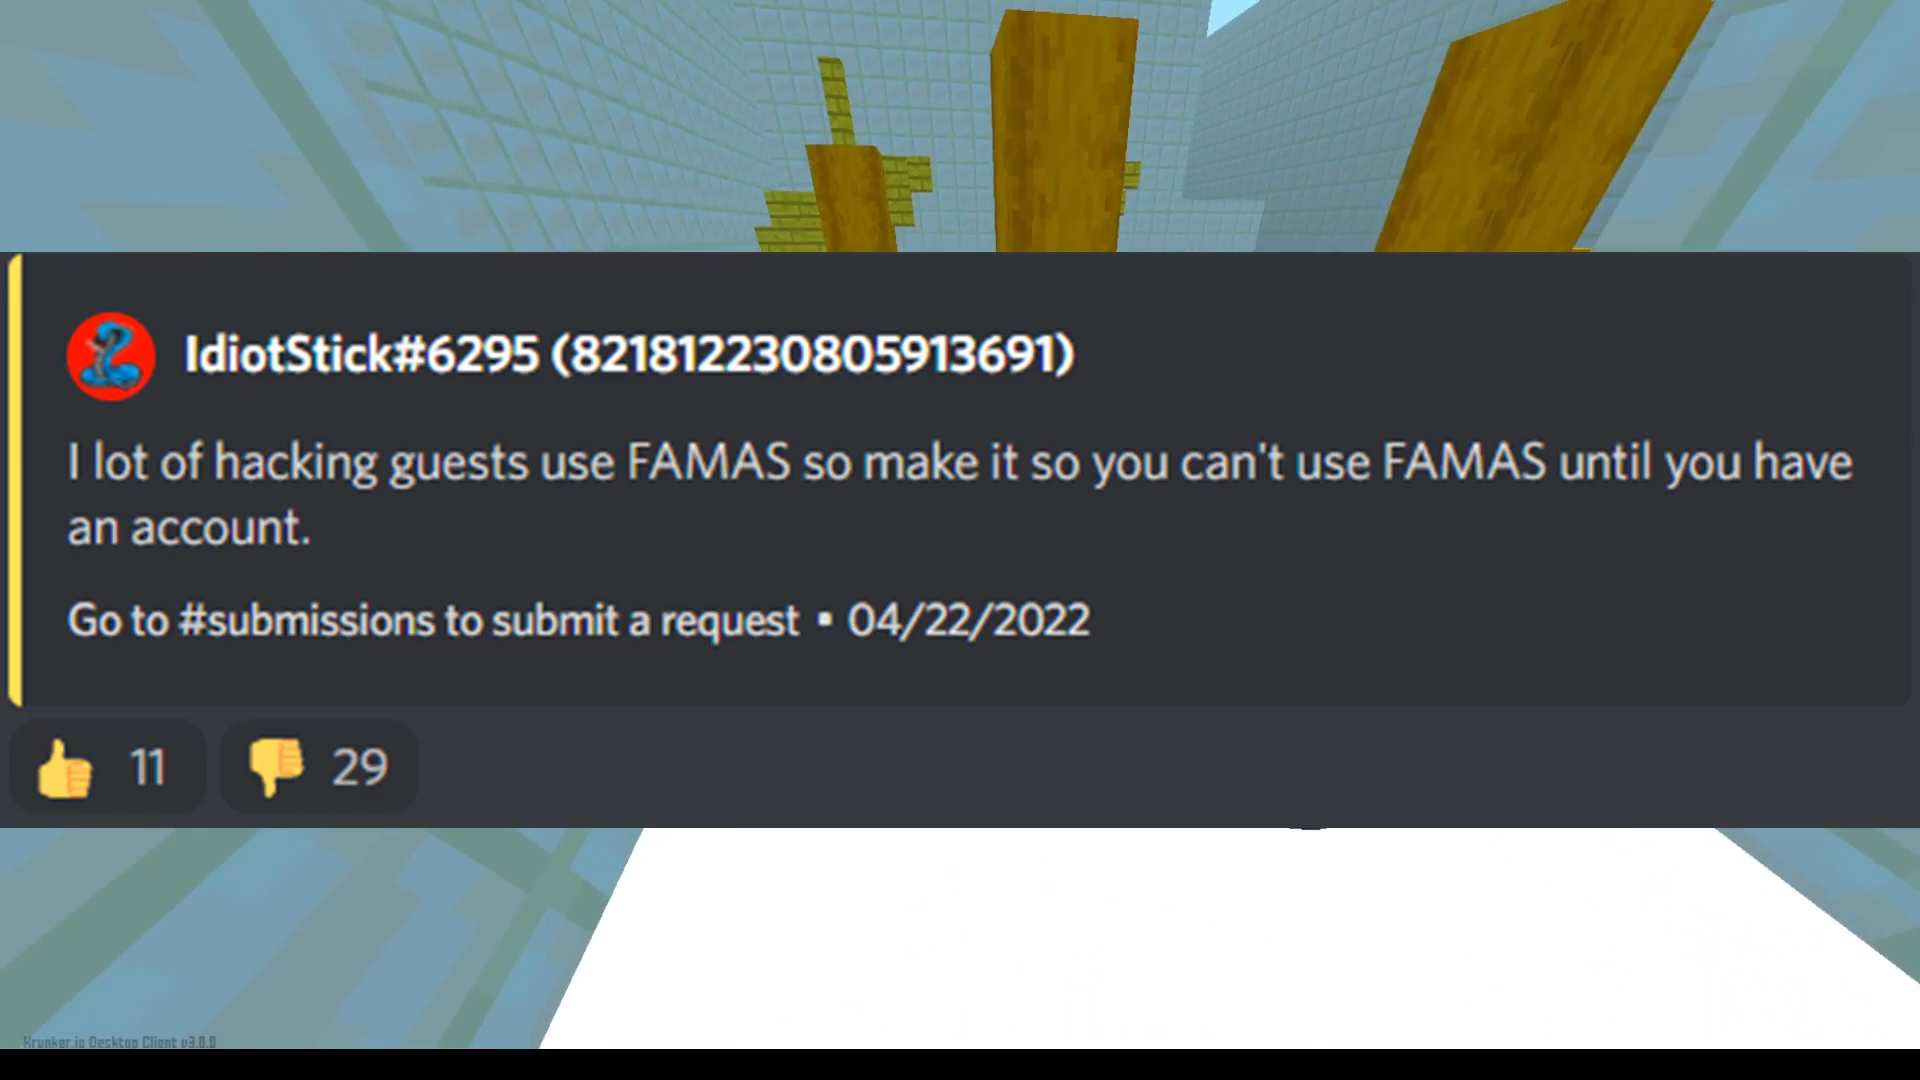 IdiotStick#6295 (821812230805913691)
I lot of hacking guests use FAMAS so make it so you can't use FAMAS until you have
an account.
Go to #submissions to submit a request ▪ 04/22/2022
11 29
Krunker.io Desktop Client v3.0.0